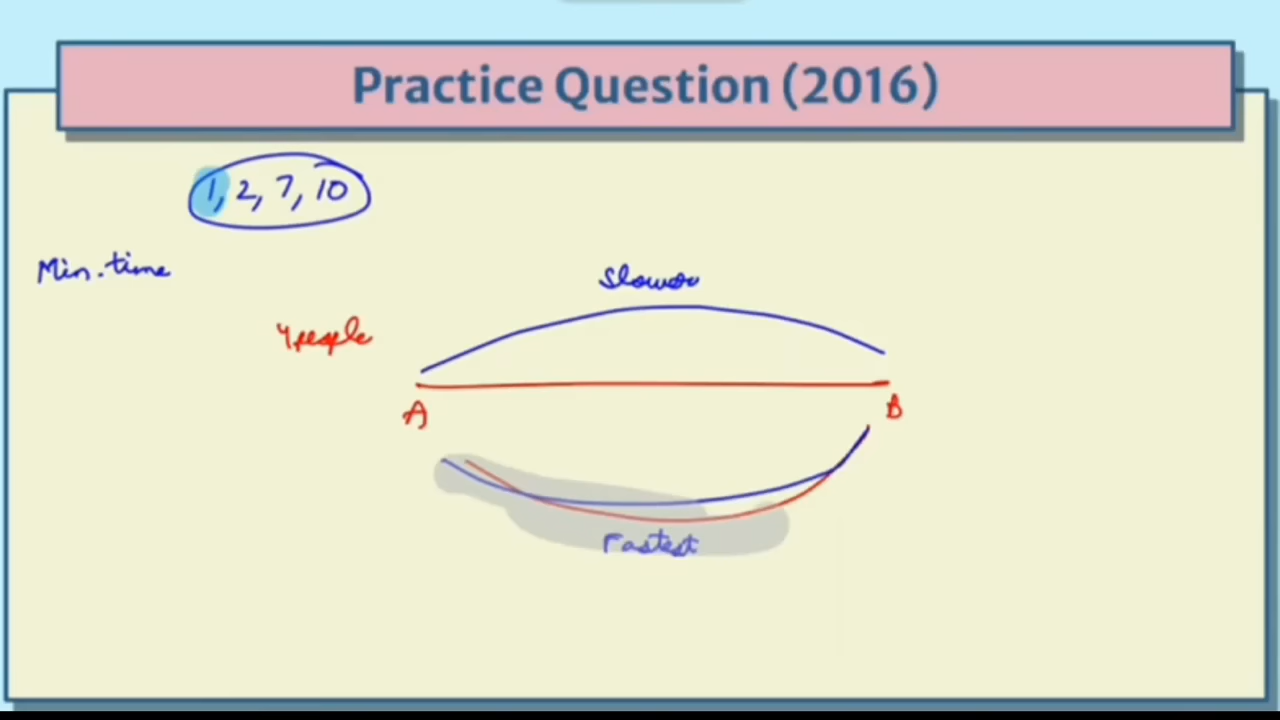 Practice Question (2016)
1, 2, 7, 10
Min. time
Slower
4 people
A
B
Fastest